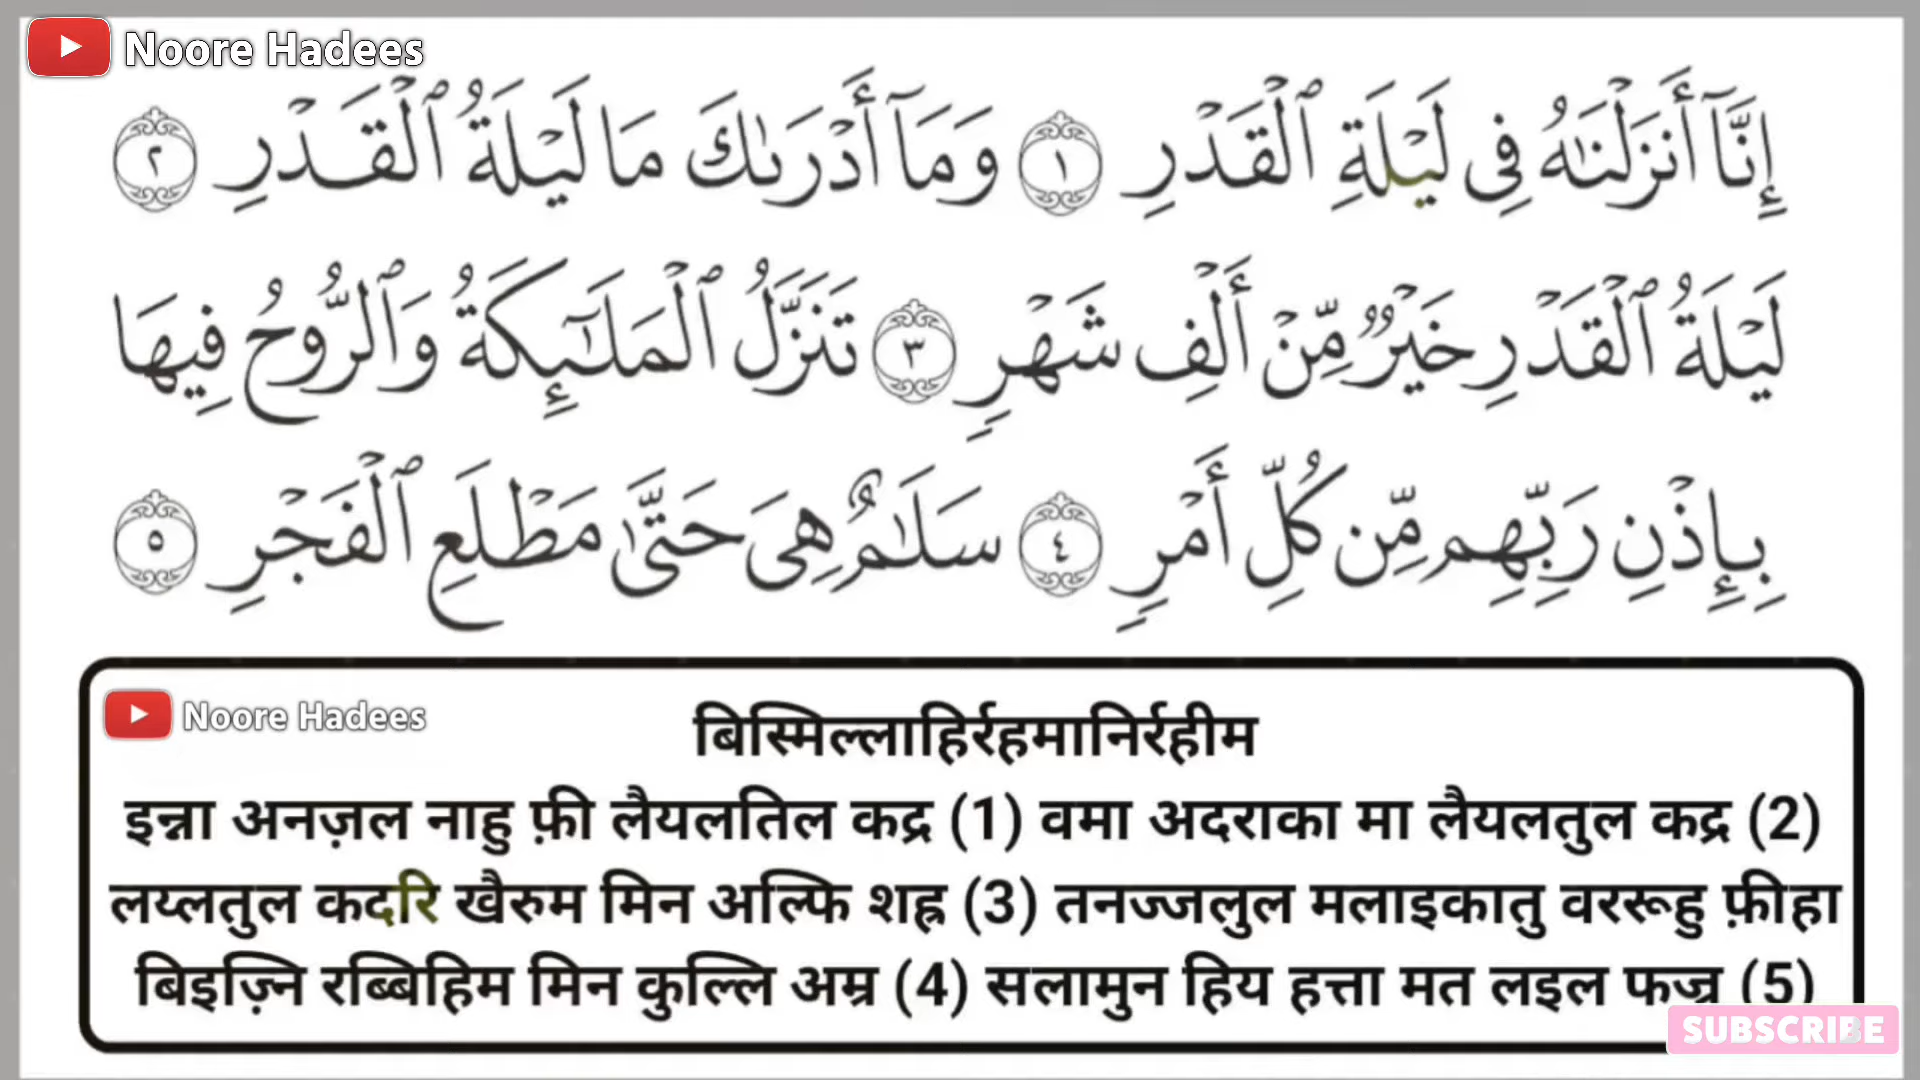 Noore Hadees
إِنَّآ أَنزَلْنَٰهُ فِى لَيْلَةِ ٱلْقَدْرِ ١ وَمَآ أَدْرَىٰكَ مَا لَيْلَةُ ٱلْقَدْرِ ٢
لَيْلَةُ ٱلْقَدْرِ خَيْرٌ مِّنْ أَلْفِ شَهْرٍ ٣ تَنَزَّلُ ٱلْمَلَٰٓئِكَةُ وَٱلرُّوحُ فِيهَا
بِإِذْنِ رَبِّهِم مِّن كُلِّ أَمْرٍ ٤ سَلَٰمٌ هِىَ حَتَّىٰ مَطْلَعِ ٱلْفَجْرِ ٥
Noore Hadees
बिस्मिल्लाहिर्रहमानिर्रहीम
इन्ना अनज़ल नाहु फ़ी लैयलतिल कद्र (1) वमा अदराका मा लैयलतुल कद्र (2)
लय्लतुल कदरि खैरुम मिन अल्फि शह्र (3) तनज्जलुल मलाइकातु वररूहु फ़ीहा
बिइज़्नि रब्बिहिम मिन कुल्लि अम्र (4) सलामुन हिय हत्ता मत लइल फज्र (5)
SUBSCRIBE